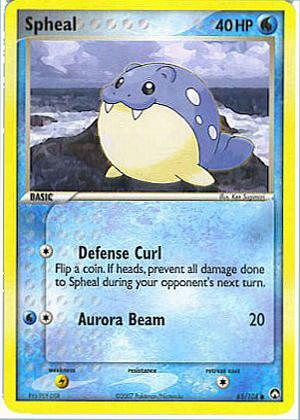 Spheal 40 HP
BASIC
illus. Ken Sugimori
Defense Curl
Flip a coin. If heads, prevent all damage done
to Spheal during your opponent's next turn.
Aurora Beam 20
weakness resistance retreat cost
©2007 Pokémon/Nintendo